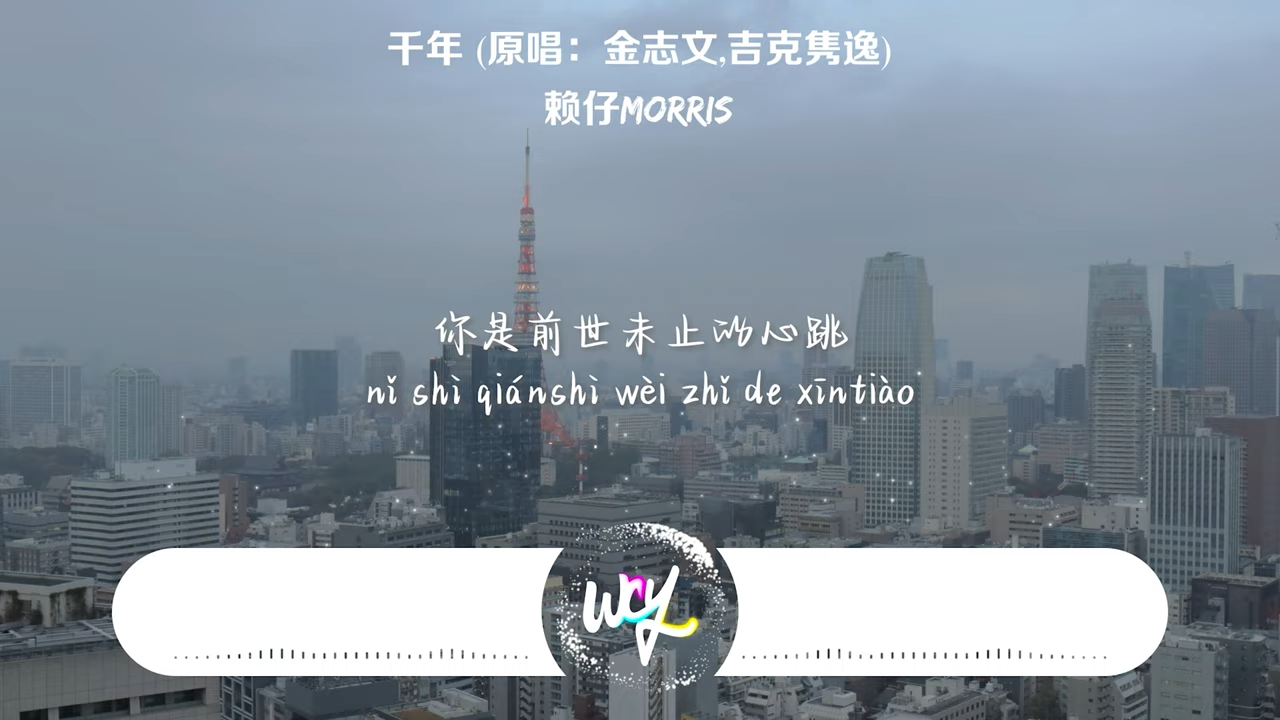 千年 (原唱：金志文,吉克隽逸)
赖仔MORRIS
你是前世未止的心跳
nǐ shì qiánshì wèi zhǐ de xīntiào
wcy